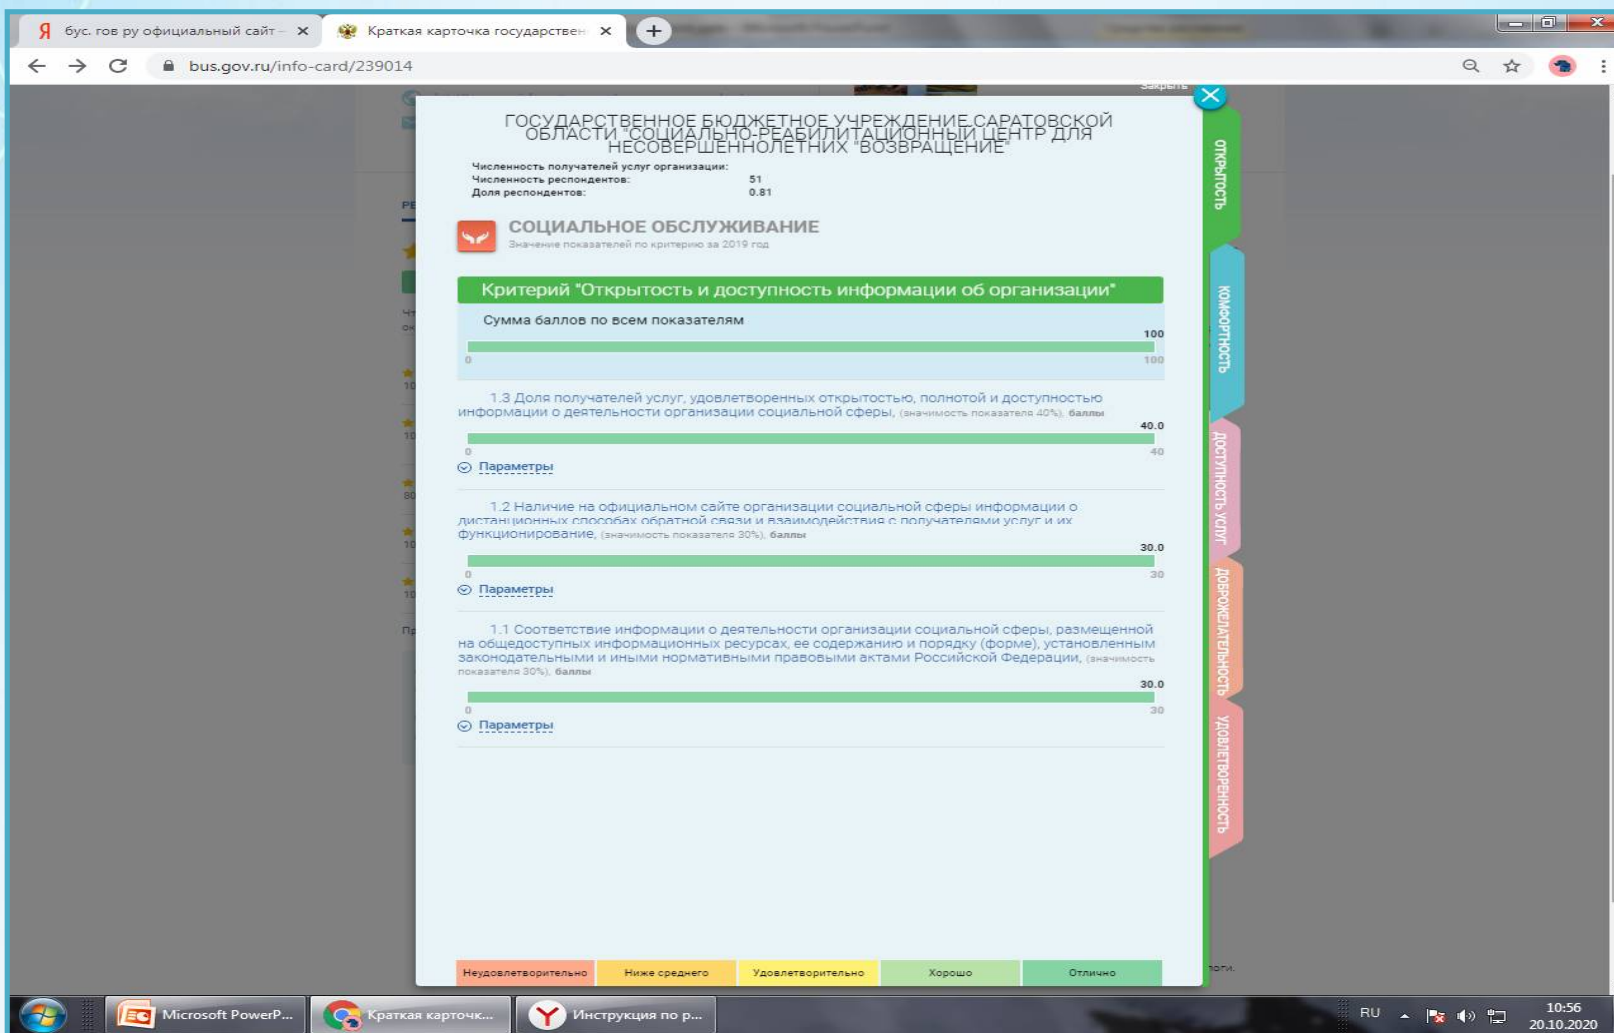 бус. гов ру официальный сайт –
Краткая карточка государствен
bus.gov.ru/info-card/239014
Закрыть
ГОСУДАРСТВЕННОЕ БЮДЖЕТНОЕ УЧРЕЖДЕНИЕ САРАТОВСКОЙ
ОБЛАСТИ "СОЦИАЛЬНО-РЕАБИЛИТАЦИОННЫЙ ЦЕНТР ДЛЯ
НЕСОВЕРШЕННОЛЕТНИХ "ВОЗВРАЩЕНИЕ"
Численность получателей услуг организации:
Численность респондентов: 51
Доля респондентов: 0.81
СОЦИАЛЬНОЕ ОБСЛУЖИВАНИЕ
Значение показателей по критерию за 2019 год
Критерий "Открытость и доступность информации об организации"
Сумма баллов по всем показателям
100
0 100
1.3 Доля получателей услуг, удовлетворенных открытостью, полнотой и доступностью
информации о деятельности организации социальной сферы, (значимость показателя 40%), баллы
40.0
0 40
Параметры
1.2 Наличие на официальном сайте организации социальной сферы информации о
дистанционных способах обратной связи и взаимодействия с получателями услуг и их
функционирование, (значимость показателя 30%), баллы
30.0
0 30
Параметры
1.1 Соответствие информации о деятельности организации социальной сферы, размещенной
на общедоступных информационных ресурсах, ее содержанию и порядку (форме), установленным
законодательными и иными нормативными правовыми актами Российской Федерации, (значимость
показателя 30%), баллы
30.0
0 30
Параметры
Неудовлетворительно Ниже среднего Удовлетворительно Хорошо Отлично
ОТКРЫТОСТЬ
КОМФОРТНОСТЬ
ДОСТУПНОСТЬ УСЛУГ
ДОБРОЖЕЛАТЕЛЬНОСТЬ
УДОВЛЕТВОРЕННОСТЬ
Microsoft PowerP...
Краткая карточк...
Инструкция по р...
RU
10:56
20.10.2020